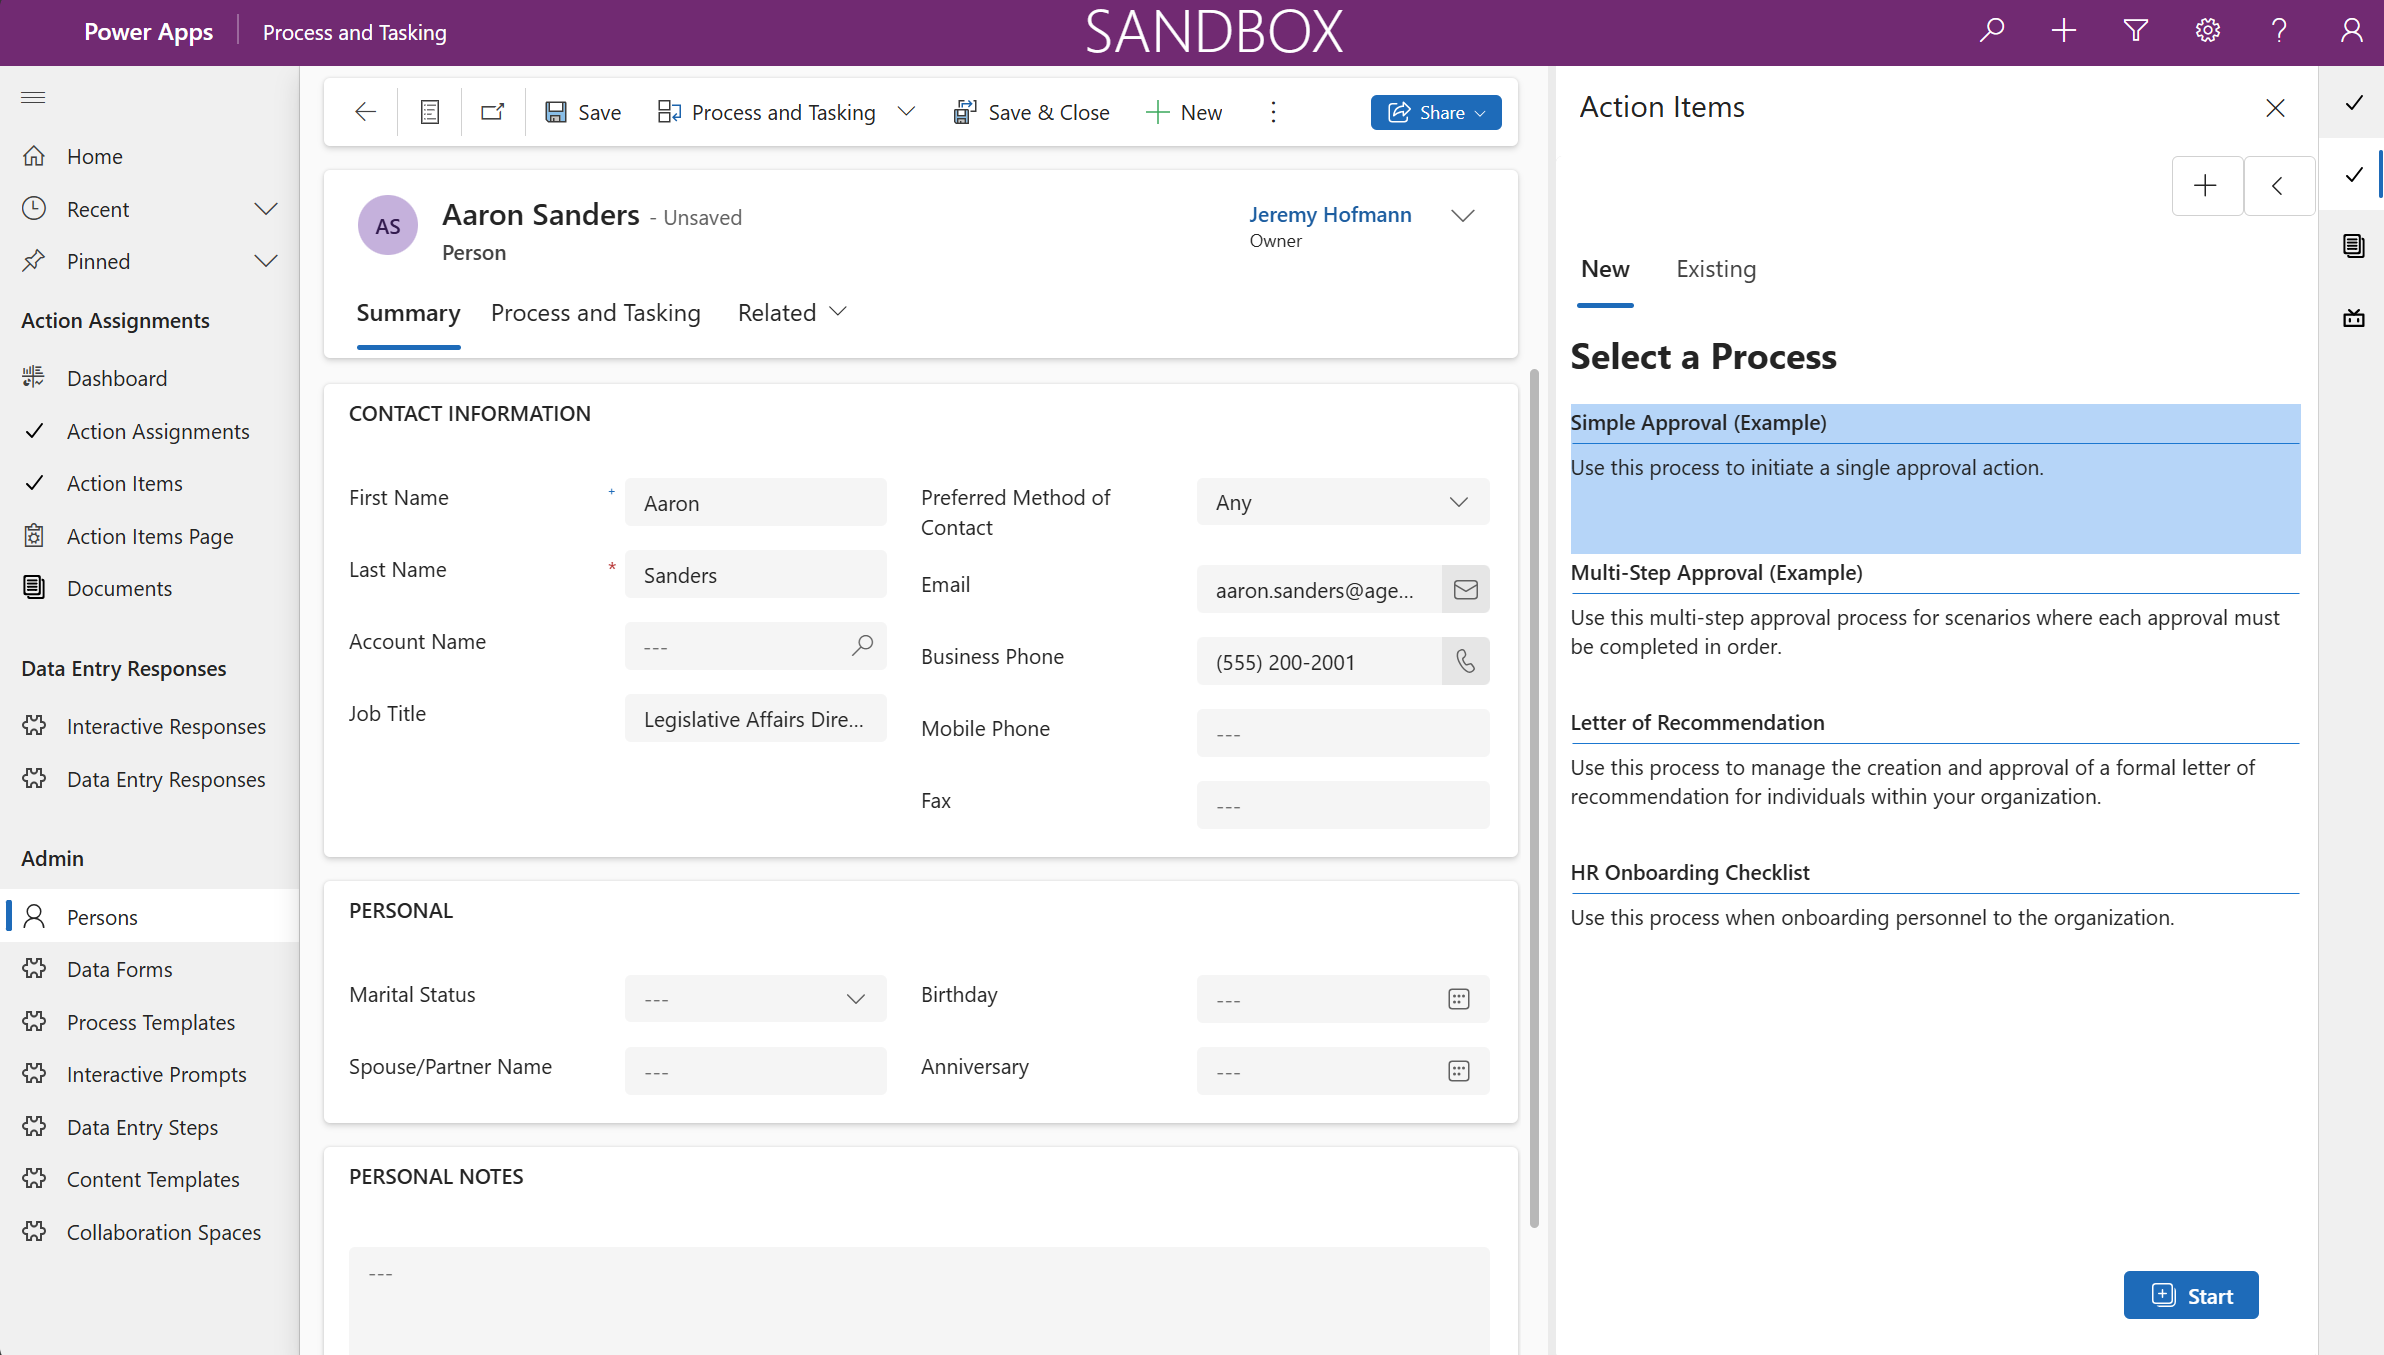 Power Apps
Process and Tasking
SANDBOX
Home
Recent
Pinned
Action Assignments
Dashboard
Action Assignments
Action Items
Action Items Page
Documents
Data Entry Responses
Interactive Responses
Data Entry Responses
Admin
Persons
Data Forms
Process Templates
Interactive Prompts
Data Entry Steps
Content Templates
Collaboration Spaces
Save
Process and Tasking
Save & Close
New
Share
AS
Aaron Sanders - Unsaved
Person
Jeremy Hofmann
Owner
Summary
Process and Tasking
Related
CONTACT INFORMATION
First Name
+
Aaron
Last Name
*
Sanders
Account Name
---
Job Title
Legislative Affairs Dire...
Preferred Method of
Contact
Any
Email
aaron.sanders@age...
Business Phone
(555) 200-2001
Mobile Phone
---
Fax
---
PERSONAL
Marital Status
---
Spouse/Partner Name
---
Birthday
---
Anniversary
---
PERSONAL NOTES
---
Action Items
New
Existing
Select a Process
Simple Approval (Example)
Use this process to initiate a single approval action.
Multi-Step Approval (Example)
Use this multi-step approval process for scenarios where each approval must
be completed in order.
Letter of Recommendation
Use this process to manage the creation and approval of a formal letter of
recommendation for individuals within your organization.
HR Onboarding Checklist
Use this process when onboarding personnel to the organization.
Start